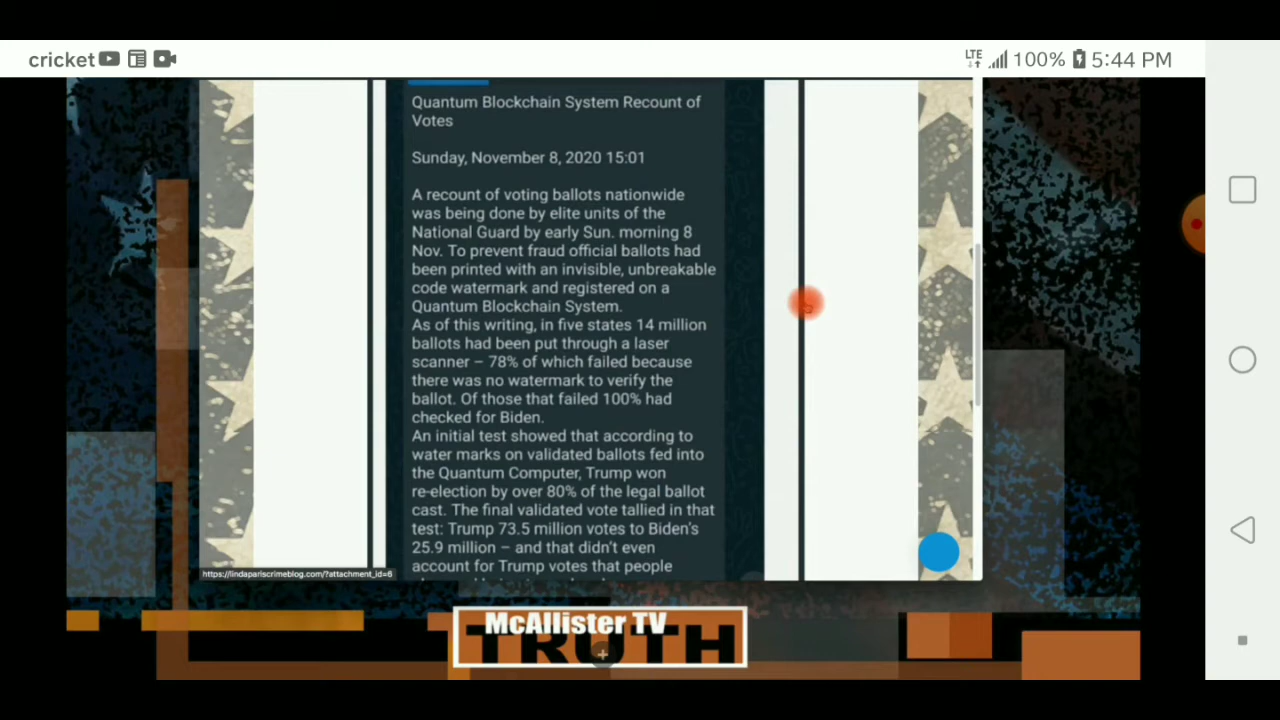 cricket
LTE
100%
5:44 PM
Quantum Blockchain System Recount of
Votes
Sunday, November 8, 2020 15:01
A recount of voting ballots nationwide
was being done by elite units of the
National Guard by early Sun. morning 8
Nov. To prevent fraud official ballots had
been printed with an invisible, unbreakable
code watermark and registered on a
Quantum Blockchain System.
As of this writing, in five states 14 million
ballots had been put through a laser
scanner – 78% of which failed because
there was no watermark to verify the
ballot. Of those that failed 100% had
checked for Biden.
An initial test showed that according to
water marks on validated ballots fed into
the Quantum Computer, Trump won
re-election by over 80% of the legal ballot
cast. The final validated vote tallied in that
test: Trump 73.5 million votes to Biden's
25.9 million – and that didn't even
account for Trump votes that people
https://lindapariscrimeblog.com/?attachment_id=6
McAllister TV
TRUTH